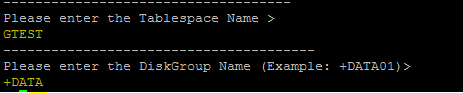 ------------------------------------
Please enter the Tablespace Name >
GTEST
---------------------------------------
Please enter the DiskGroup Name (Example: +DATA01)>
+DATA